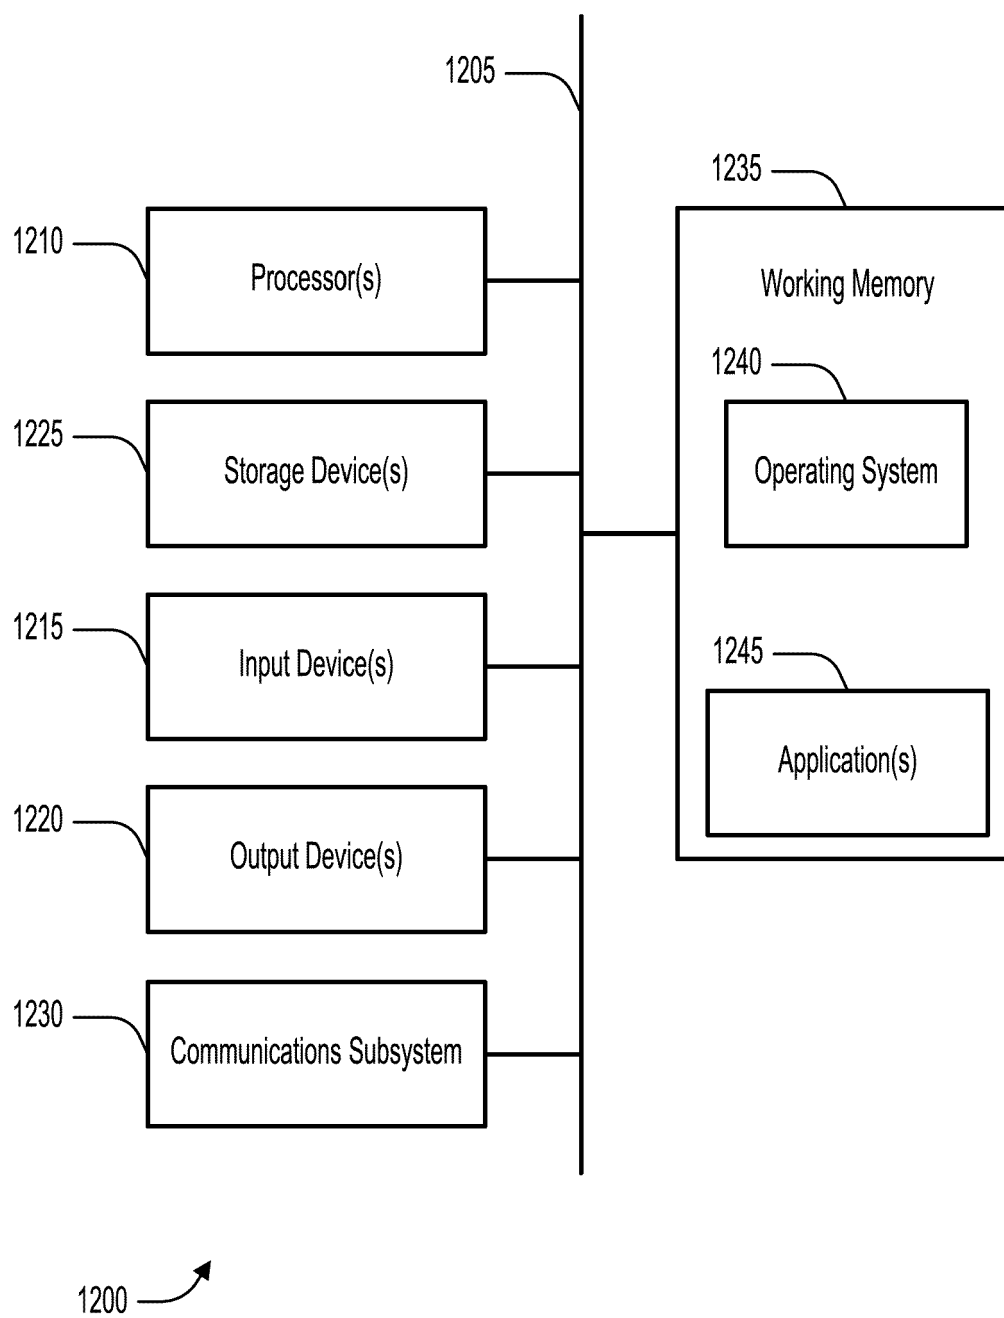 1205
1235
1210
Processor(s)
Working Memory
1240
1225
Storage Device(s)
Operating System
1215
Input Device(s)
1245
Application(s)
1220
Output Device(s)
1230
Communications Subsystem
1200